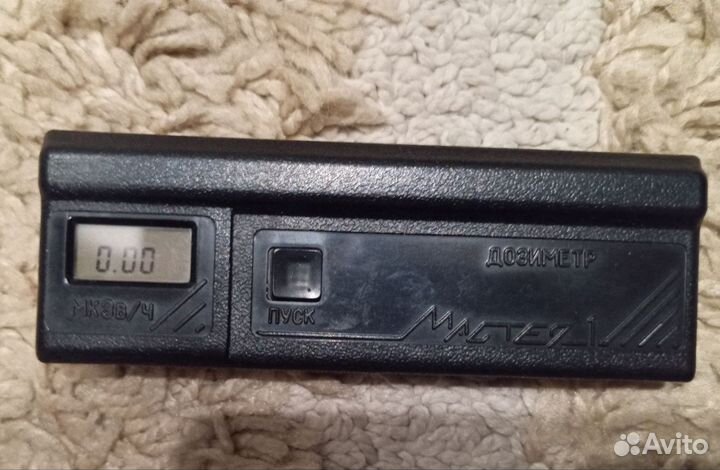 0.00
МКЗВ/Ч
ПУСК
ДОЗИМЕТР
МАСТЕР-1
Avito